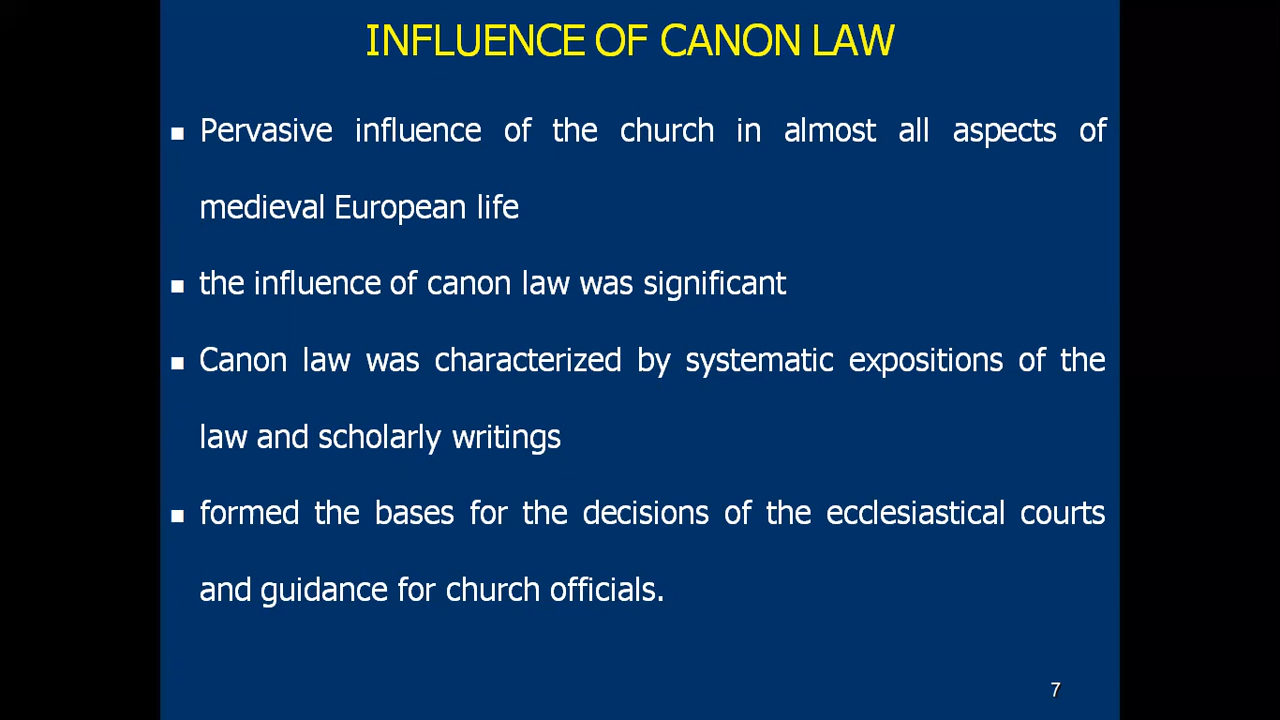 INFLUENCE OF CANON LAW
▪ Pervasive influence of the church in almost all aspects of
medieval European life
▪ the influence of canon law was significant
▪ Canon law was characterized by systematic expositions of the
law and scholarly writings
▪ formed the bases for the decisions of the ecclesiastical courts
and guidance for church officials.
7